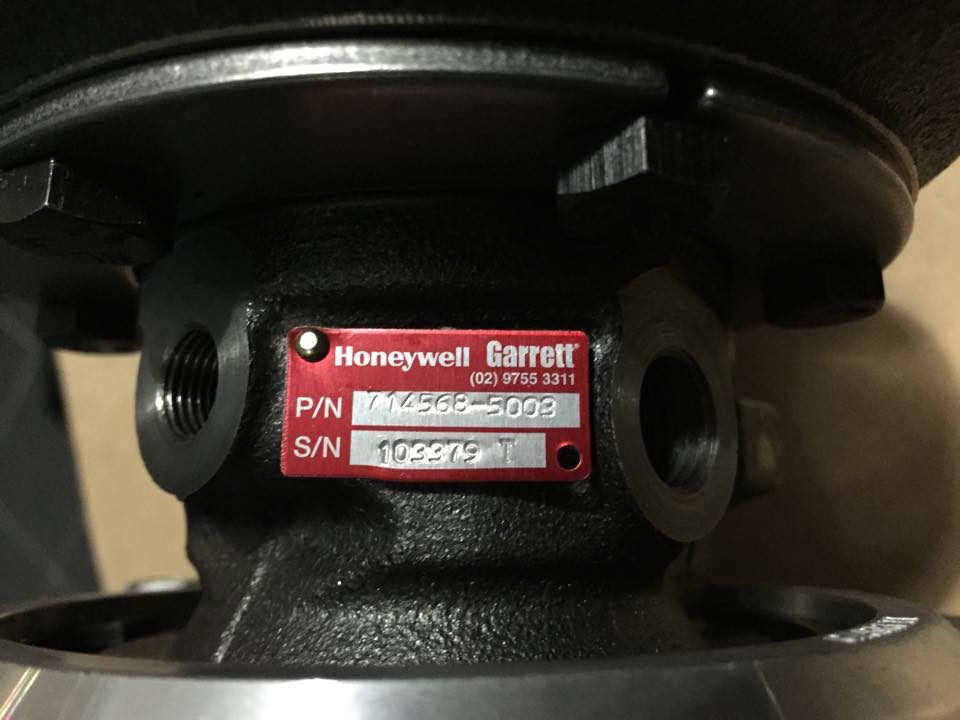 Honeywell Garrett
(02) 9755 3311
P/N 714568-5003
S/N 103379 T